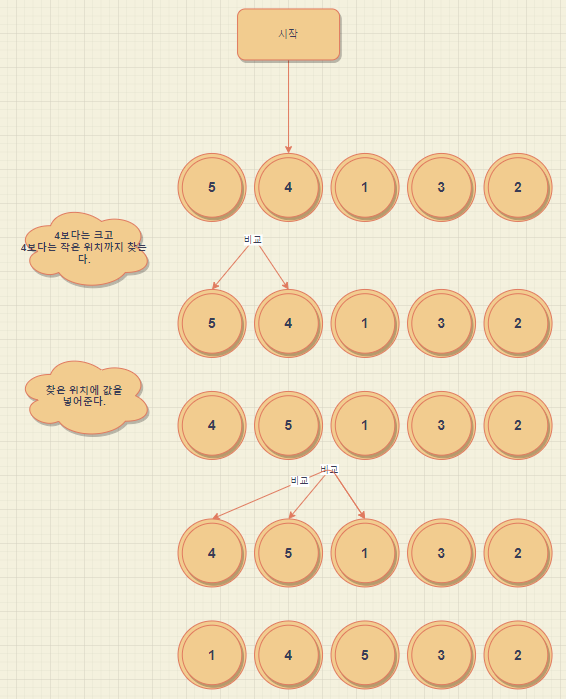 시작
5 4 1 3 2
4보다는 크고
4보다는 작은 위치까지 찾는
다.
비교
5 4 1 3 2
찾은 위치에 값을
넣어준다.
4 5 1 3 2
비교
비교
4 5 1 3 2
1 4 5 3 2